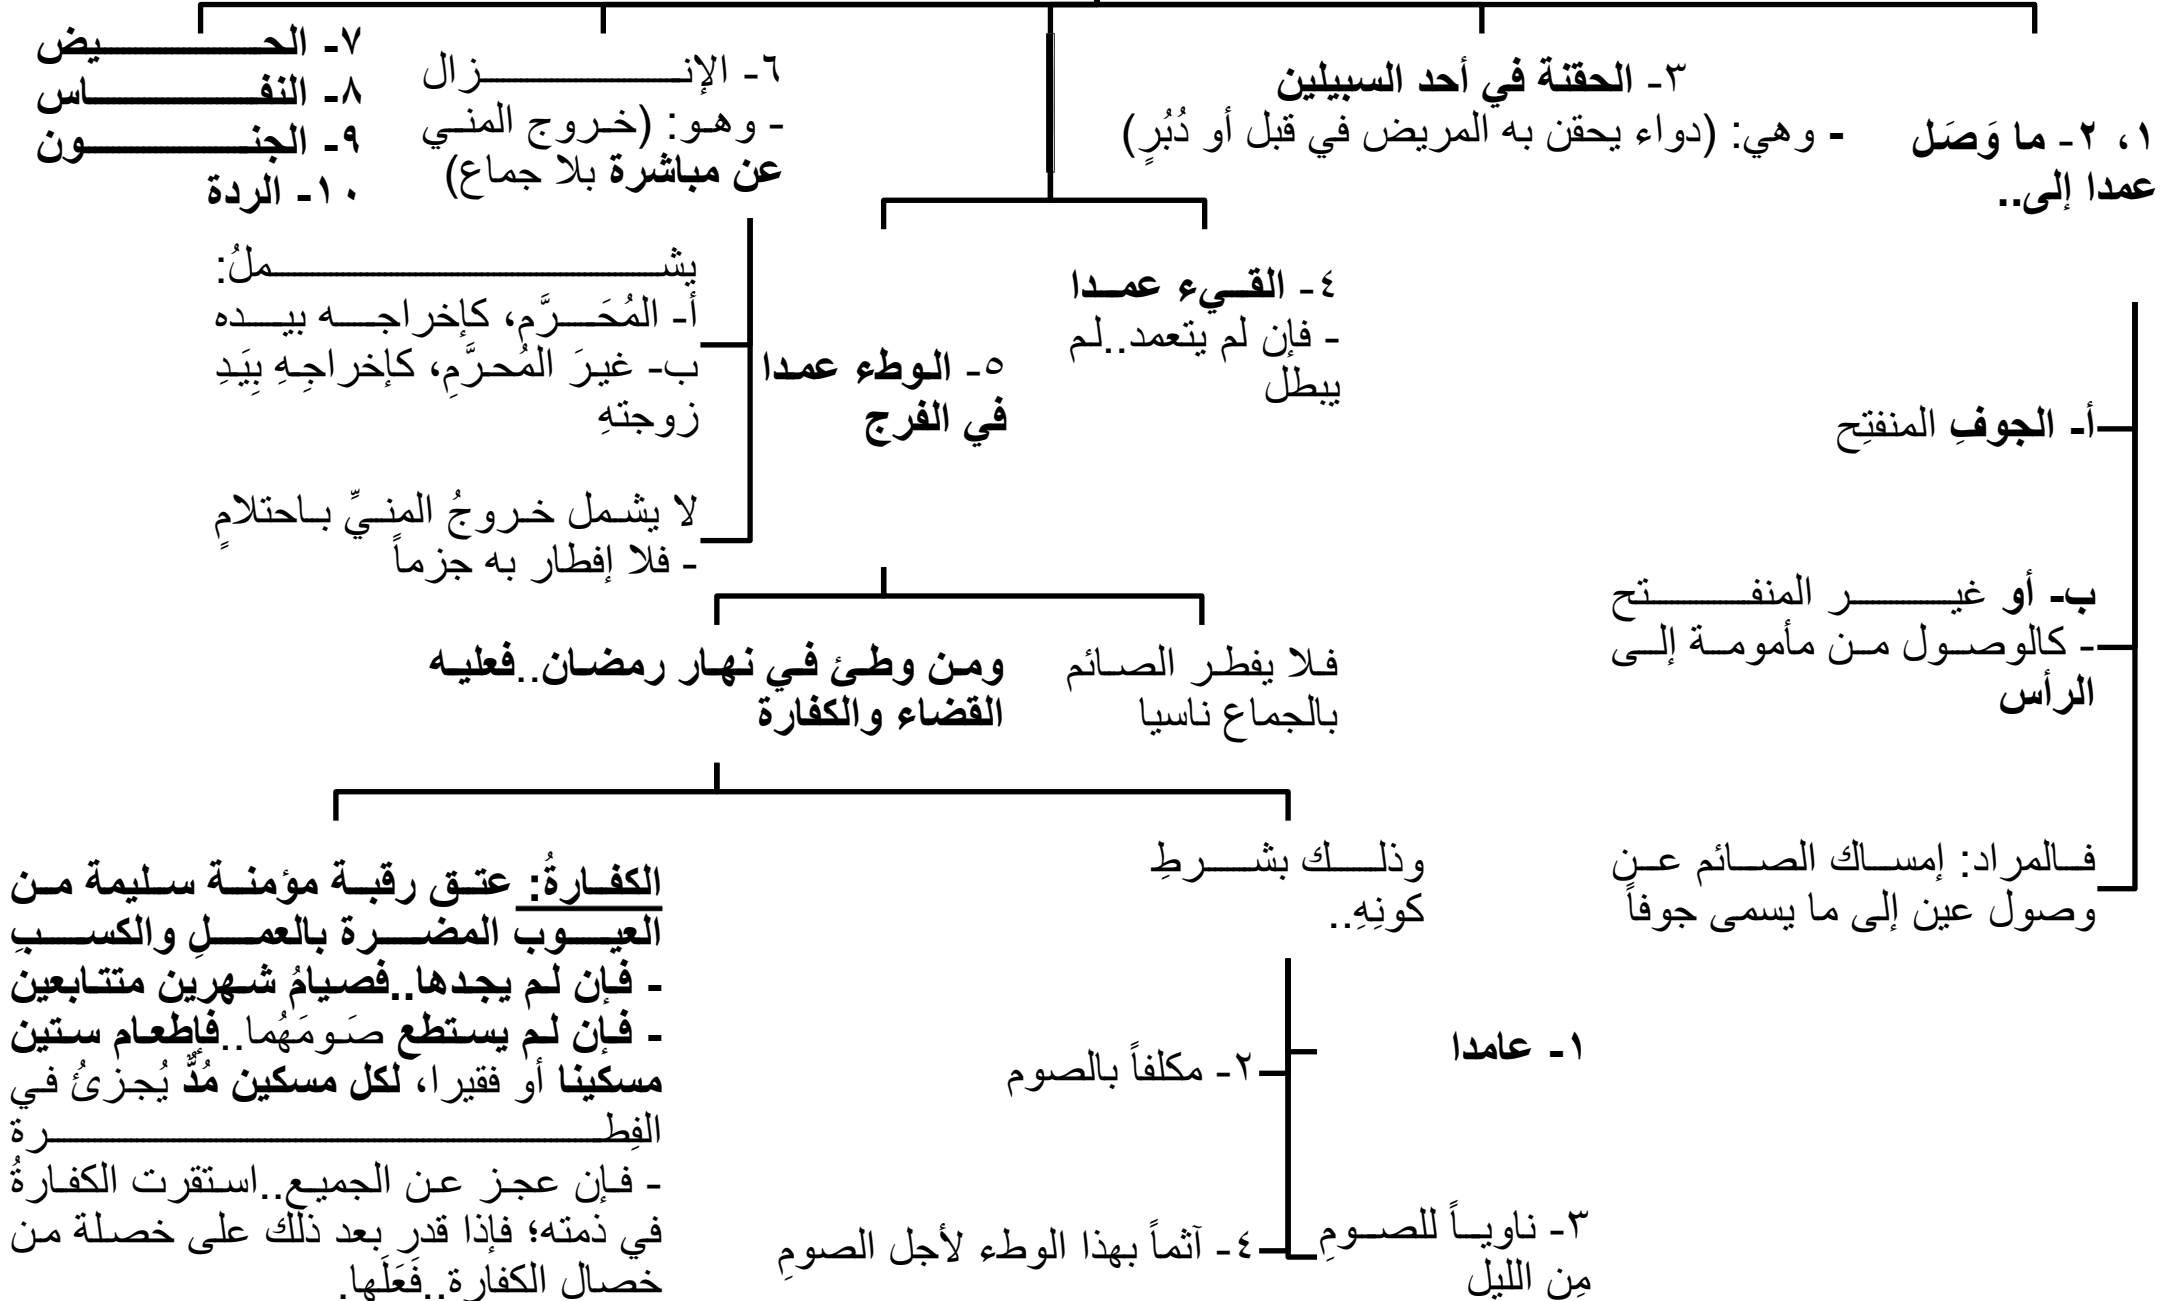 ١، ٢- ما وَصَل
عمدا إلى..
أ- الجوفِ المنفتِح
ب- أو غير المنفتح
- كالوصول من مأمومة إلى
الرأس
فالمراد: إمساك الصائم عن
وصول عين إلى ما يسمى جوفاً
٣- الحقنة في أحد السبيلين
- وهي: (دواء يحقن به المريض في قبل أو دُبُرٍ)
٤- القيء عمدا
- فإن لم يتعمد..لم
يبطل
٥- الوطء عمدا
في الفرج
فلا يفطر الصائم
بالجماع ناسيا
ومن وطئ في نهار رمضان..فعليه
القضاء والكفارة
وذلك بشرطِ
كونِهِ..
١- عامدا
٢- مكلفاً بالصوم
٣- ناوياً للصومِ
مِن الليل
٤- آثماً بهذا الوطء لأجل الصومِ
الكفارةُ: عتق رقبة مؤمنة سليمة من
العيوب المضرة بالعملِ والكسبِ
- فإن لم يجدها..فصيامُ شهرين متتابعين
- فإن لم يستطع صَومَهُما..فإطعام ستين
مسكينا أو فقيرا، لكل مسكين مُدٌّ يُجزئُ في
الفِطرة
- فإن عجز عن الجميع..استقرت الكفارةُ
في ذمته؛ فإذا قدر بعد ذلك على خصلة من
خصال الكفارة..فَعَلَها.
٦- الإنزال
- وهو: (خروج المني
عن مباشرة بلا جماع)
يشملُ:
أ- المُحَرَّم، كإخراجه بيده
ب- غيرَ المُحرَّمِ، كإخراجِهِ بِيَدِ
زوجتهِ
لا يشمل خروجُ المنيِّ باحتلامٍ
- فلا إفطار به جزماً
٧- الحيض
٨- النفاس
٩- الجنون
١٠- الردة